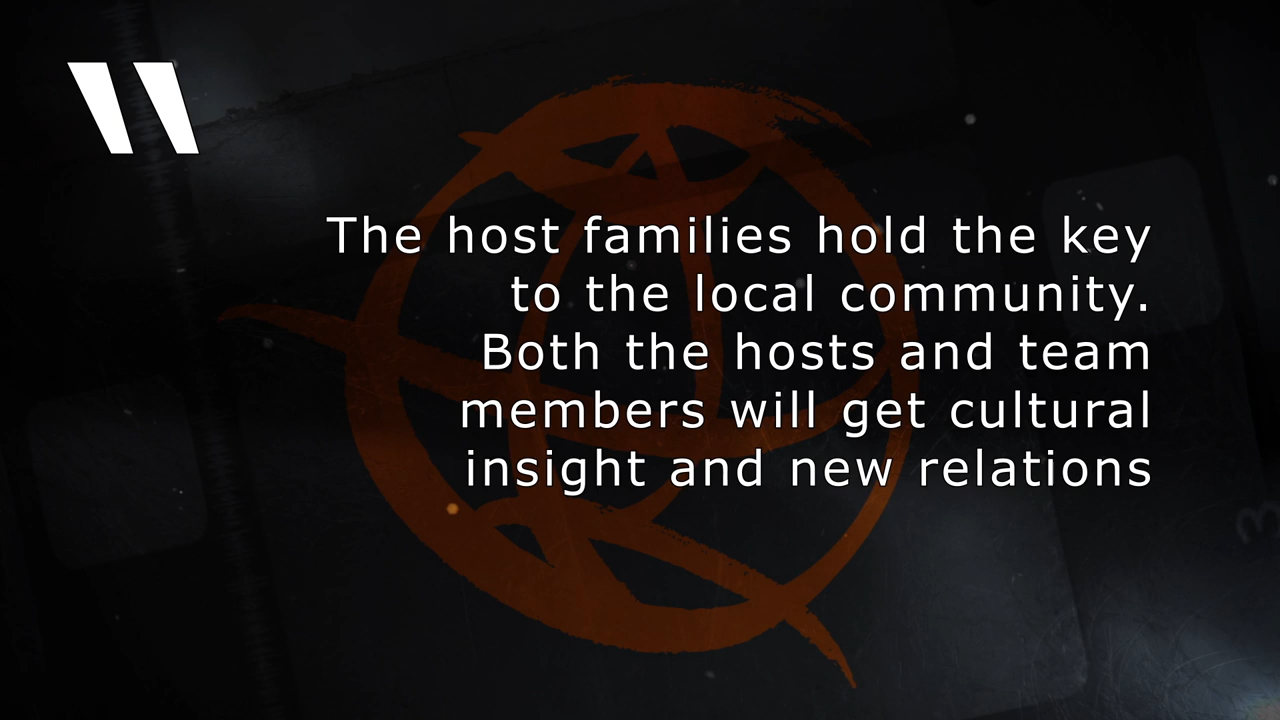 "
The host families hold the key
to the local community.
Both the hosts and team
members will get cultural
insight and new relations